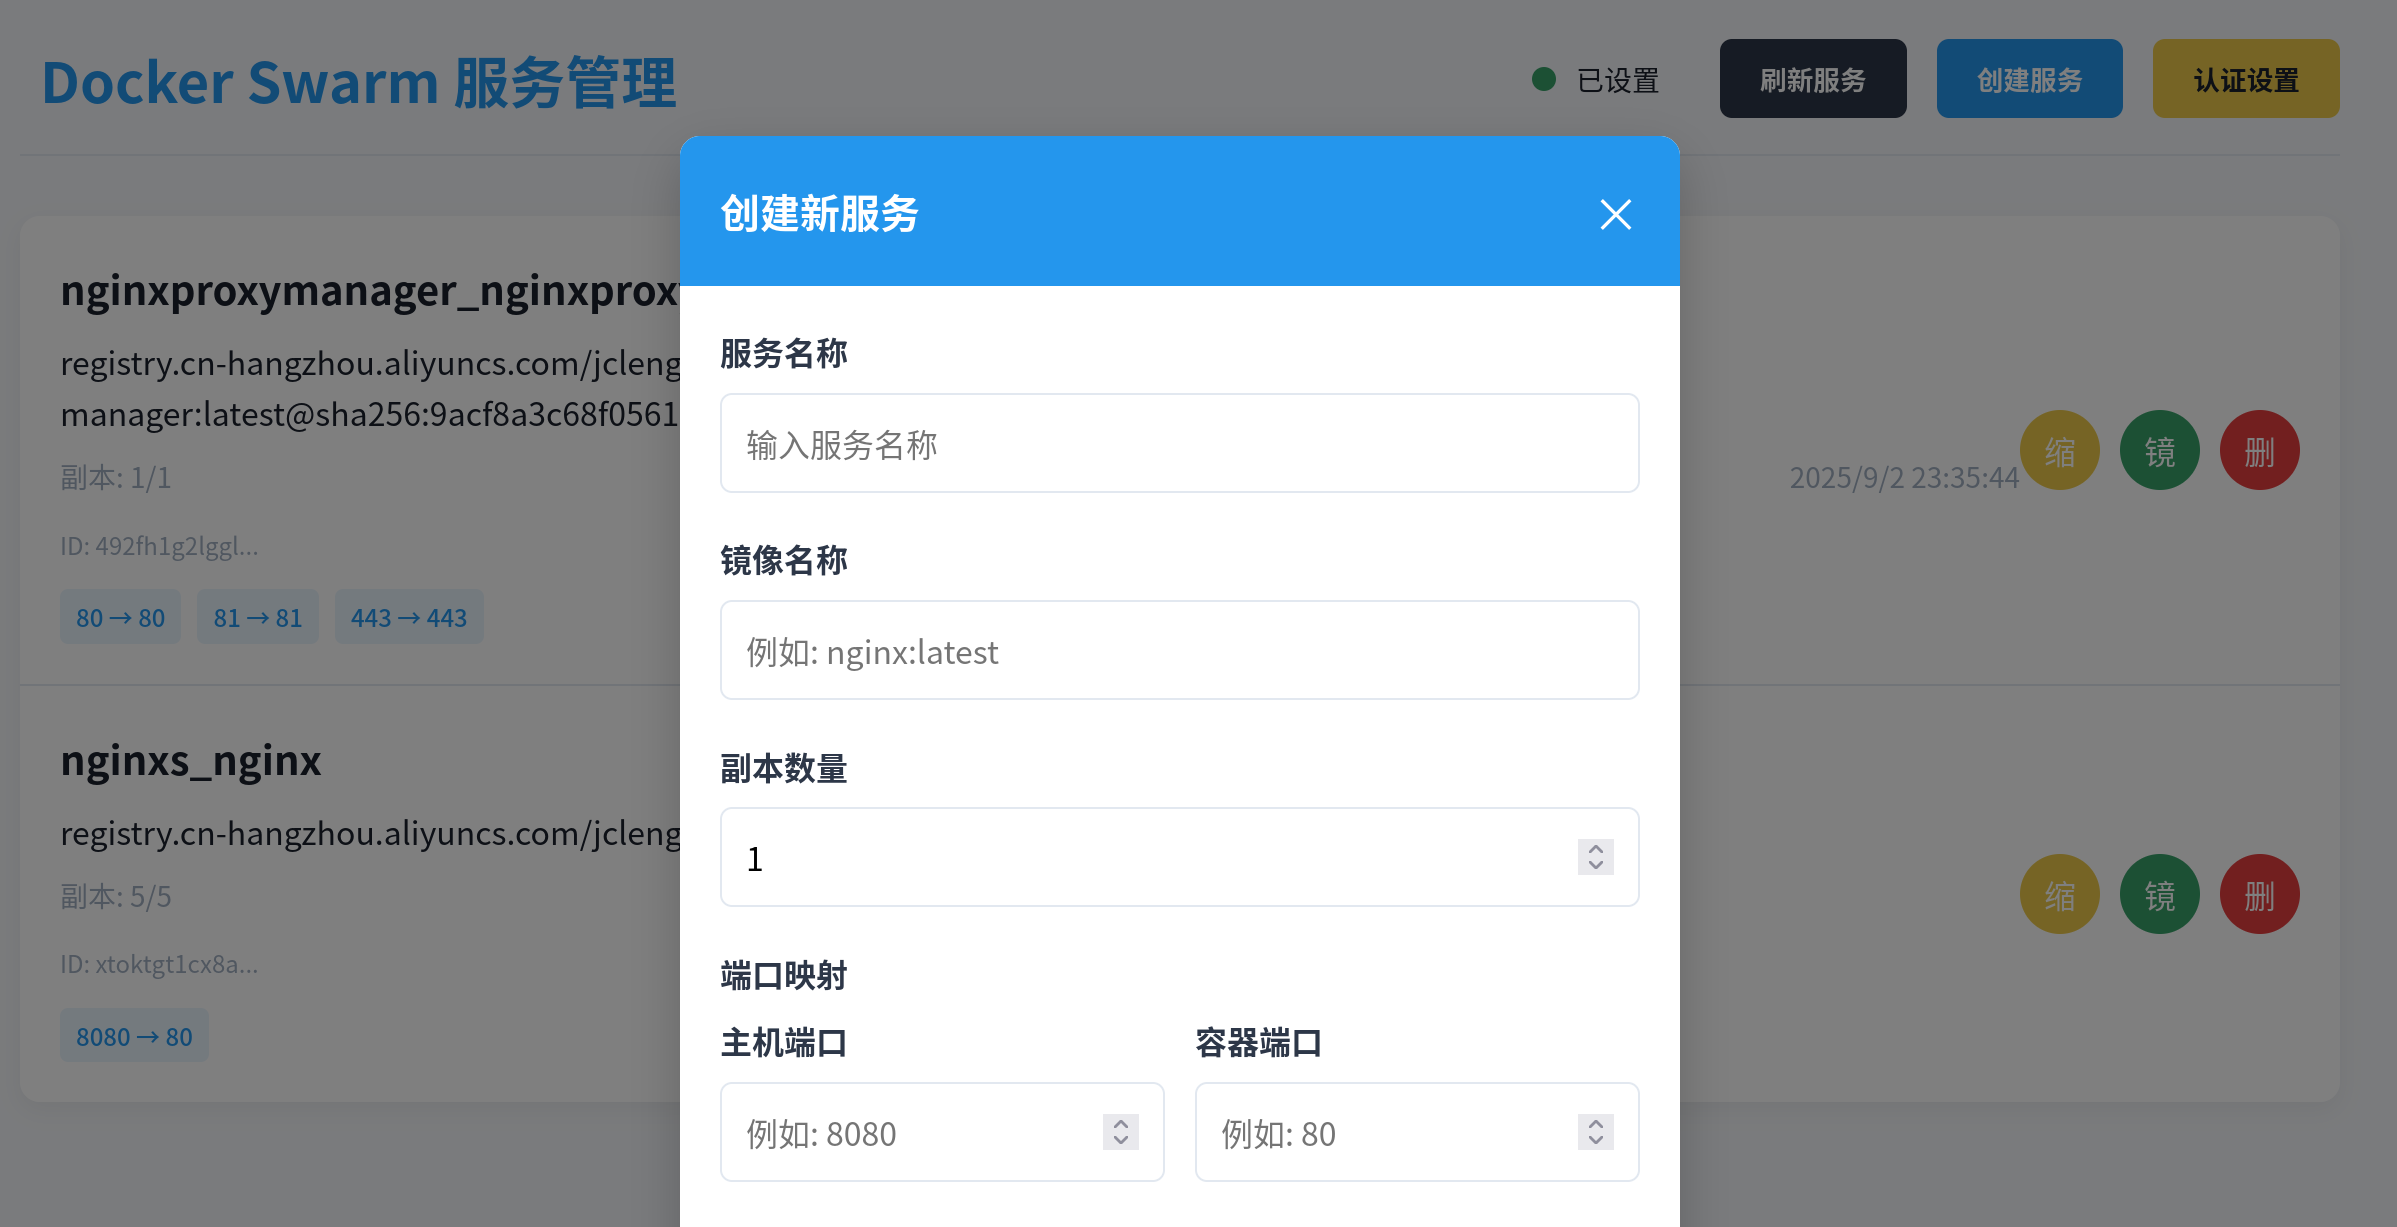 Docker Swarm 服务管理
已设置
刷新服务
创建服务
认证设置
创建新服务
服务名称
输入服务名称
镜像名称
例如: nginx:latest
副本数量
1
端口映射
主机端口
容器端口
例如: 8080
例如: 80
nginxproxymanager_nginxprox
registry.cn-hangzhou.aliyuncs.com/jcleng
manager:latest@sha256:9acf8a3c68f0561
副本: 1/1
ID: 492fh1g2lggl...
80 → 80
81 → 81
443 → 443
2025/9/2 23:35:44
缩
镜
删
nginxs_nginx
registry.cn-hangzhou.aliyuncs.com/jcleng
副本: 5/5
ID: xtoktgt1cx8a...
8080 → 80
缩
镜
删